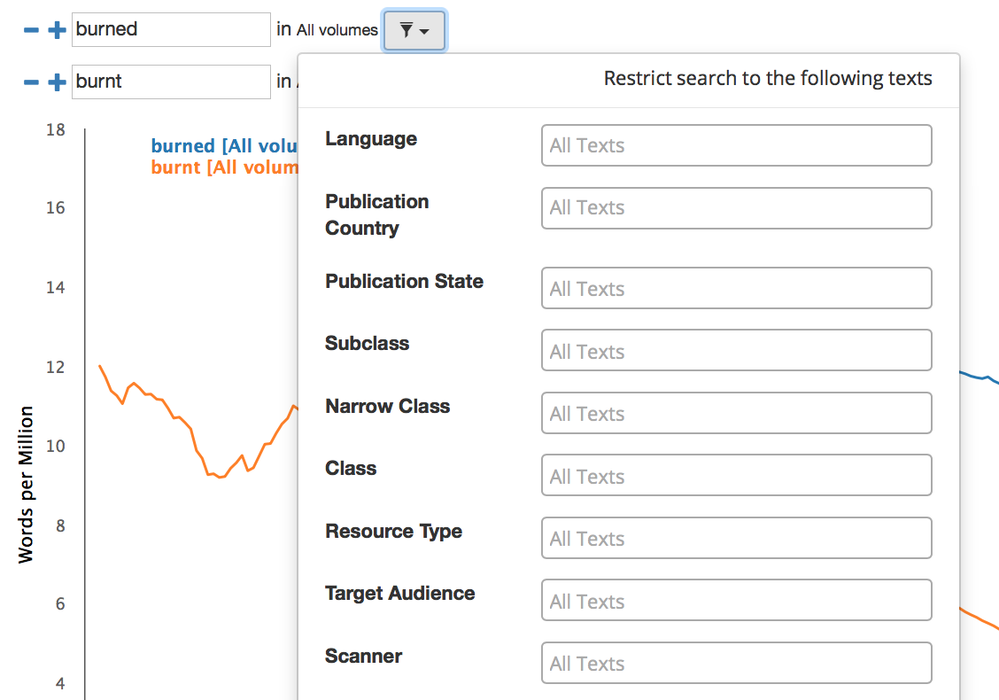 burned in All volumes
burnt in
Restrict search to the following texts
Language All Texts
Publication Country All Texts
Publication State All Texts
Subclass All Texts
Narrow Class All Texts
Class All Texts
Resource Type All Texts
Target Audience All Texts
Scanner All Texts
burned [All volu
burnt [All volum
18
16
14
12
10
8
6
4
Words per Million